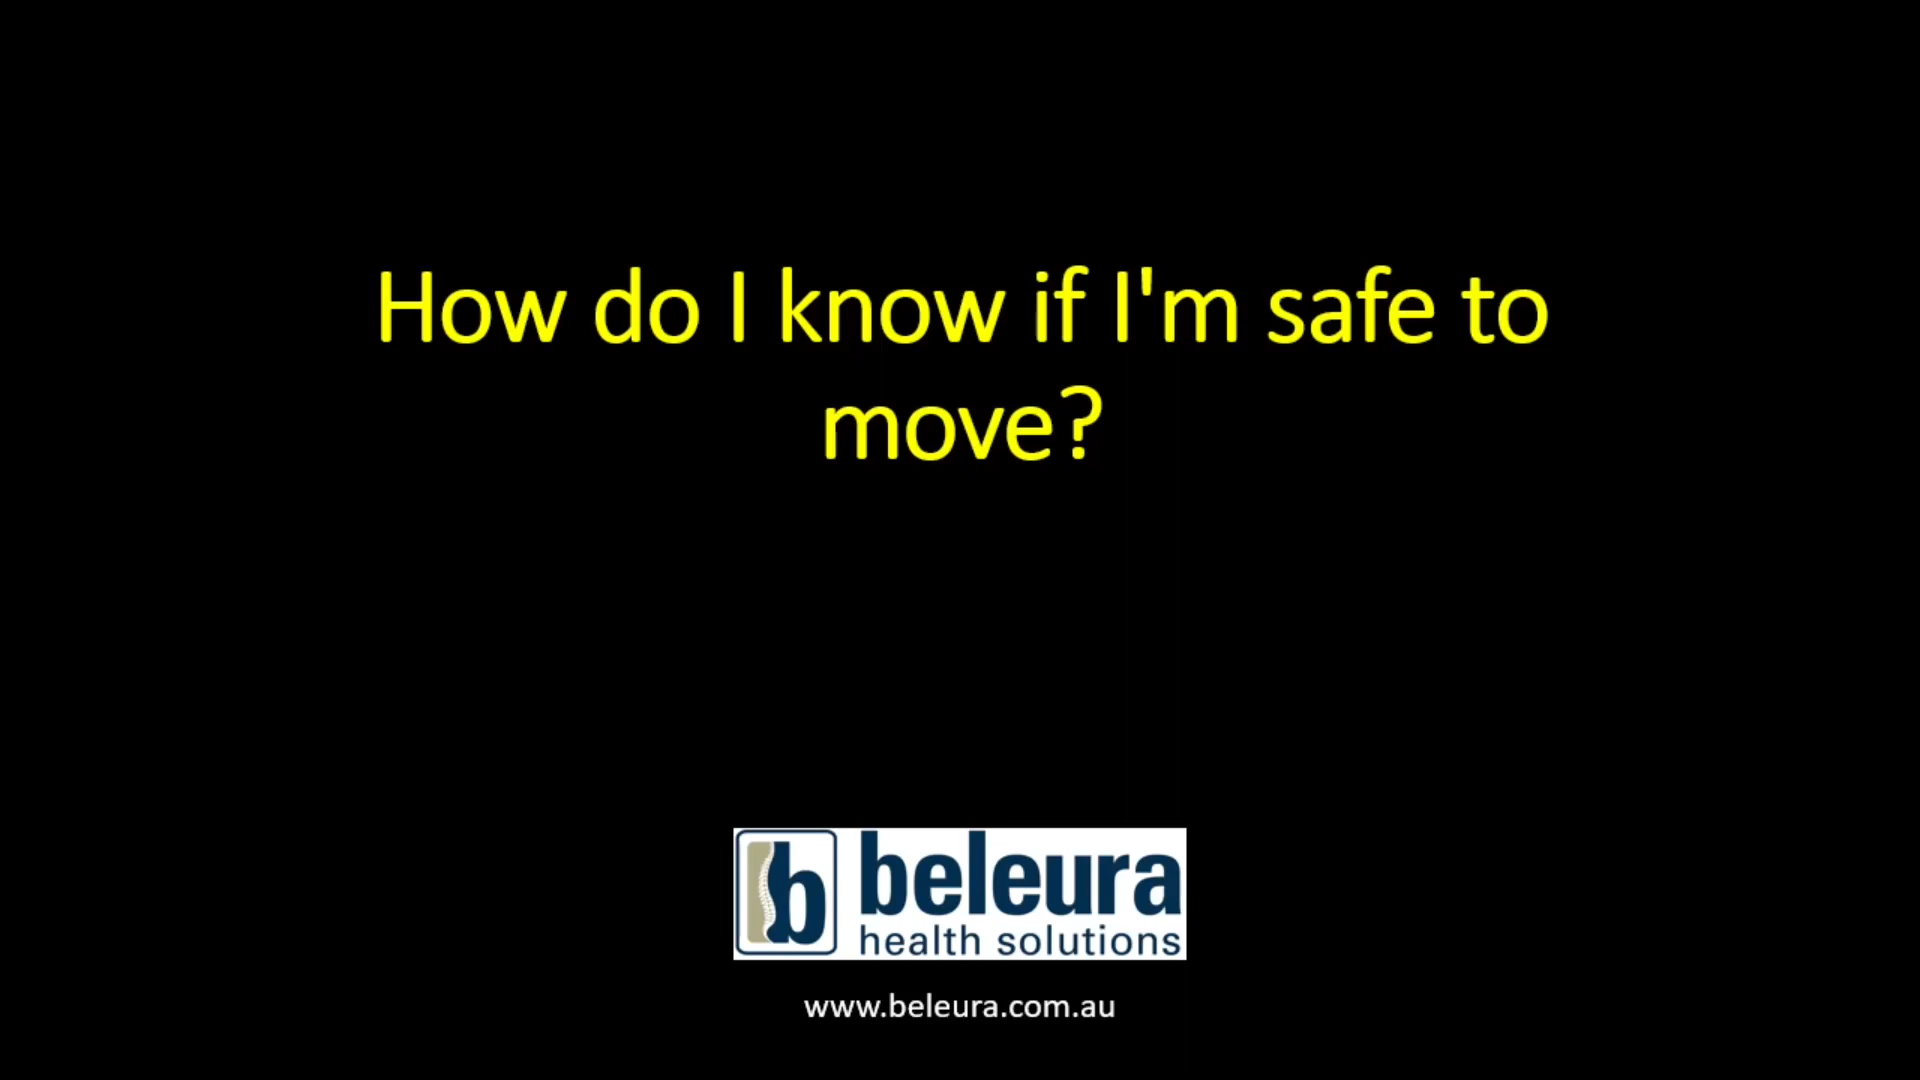 How do I know if I'm safe to
move?
b beleura
health solutions
www.beleura.com.au